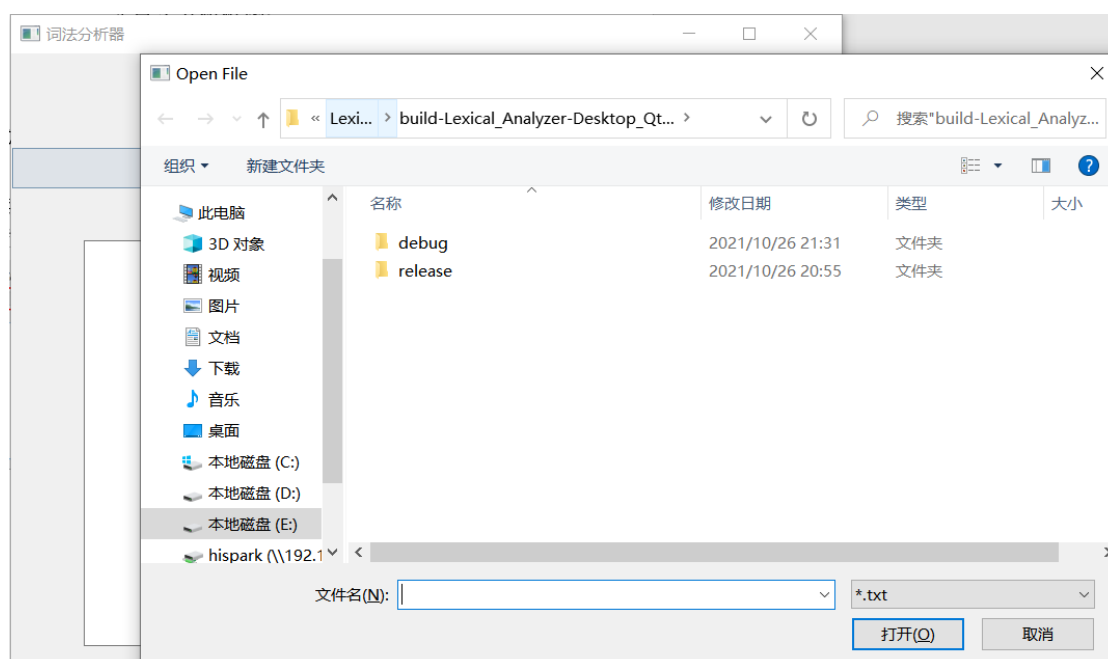 词法分析器
Open File
« Lexi... > build-Lexical_Analyzer-Desktop_Qt... >
搜索"build-Lexical_Analyz...
组织 新建文件夹
名称 修改日期 类型 大小
此电脑
3D 对象
debug 2021/10/26 21:31 文件夹
视频
release 2021/10/26 20:55 文件夹
图片
文档
下载
音乐
桌面
本地磁盘 (C:)
本地磁盘 (D:)
本地磁盘 (E:)
hispark (\\192.1
文件名(N): *.txt
打开(O) 取消